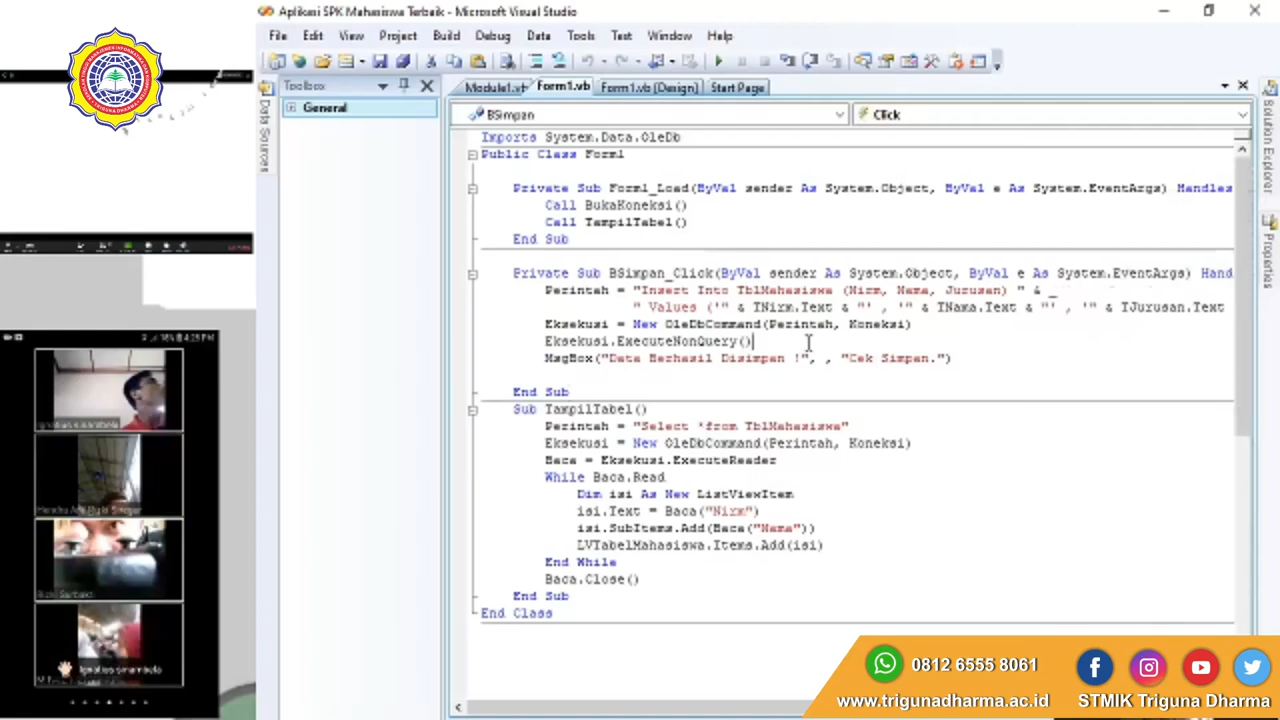 Aplikasi SPK Mahasiswa Terbaik - Microsoft Visual Studio
File Edit View Project Build Debug Data Tools Test Window Help
Toolbox
General
Data Sources
Module1.vb Form1.vb Form1.vb [Design] Start Page
BSimpan Click
Imports System.Data.OleDb
Public Class Form1
Private Sub Form1_Load(ByVal sender As System.Object, ByVal e As System.EventArgs) Handles
Call BukaKoneksi()
Call TampilTabel()
End Sub
Private Sub BSimpan_Click(ByVal sender As System.Object, ByVal e As System.EventArgs) Hand
Perintah = "Insert Into TblMahasiswa (Nirm, Nama, Jurusan) " & _
" Values ('" & TNirm.Text & "' , '" & TNama.Text & "' , '" & TJurusan.Text
Eksekusi = New OleDbCommand(Perintah, Koneksi)
Eksekusi.ExecuteNonQuery()
MsgBox("Data Berhasil Disimpan !", , "Cek Simpan.")
End Sub
Sub TampilTabel()
Perintah = "Select *from TblMahasiswa"
Eksekusi = New OleDbCommand(Perintah, Koneksi)
Baca = Eksekusi.ExecuteReader
While Baca.Read
Dim isi As New ListViewItem
isi.Text = Baca("Nirm")
isi.SubItems.Add(Baca("Nama"))
LVTabelMahasiswa.Items.Add(isi)
End While
Baca.Close()
End Sub
End Class
Solution Explorer
Properties
Ignatius sinambela
0812 6555 8061
www.trigunadharma.ac.id STMIK Triguna Dharma